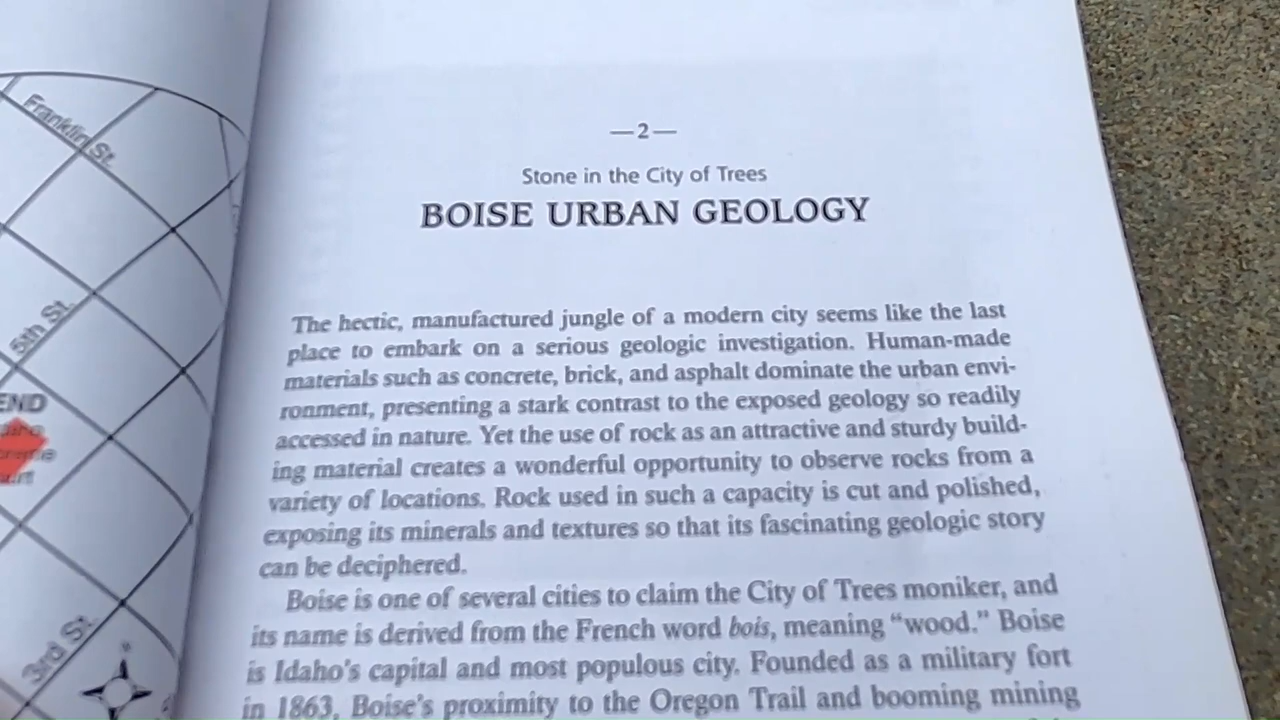 Franklin St.
5th St.
END
3rd St.
—2—
Stone in the City of Trees
BOISE URBAN GEOLOGY
The hectic, manufactured jungle of a modern city seems like the last
place to embark on a serious geologic investigation. Human-made
materials such as concrete, brick, and asphalt dominate the urban envi-
ronment, presenting a stark contrast to the exposed geology so readily
accessed in nature. Yet the use of rock as an attractive and sturdy build-
ing material creates a wonderful opportunity to observe rocks from a
variety of locations. Rock used in such a capacity is cut and polished,
exposing its minerals and textures so that its fascinating geologic story
can be deciphered.
Boise is one of several cities to claim the City of Trees moniker, and
its name is derived from the French word bois, meaning “wood.” Boise
is Idaho's capital and most populous city. Founded as a military fort
in 1863, Boise's proximity to the Oregon Trail and booming mining